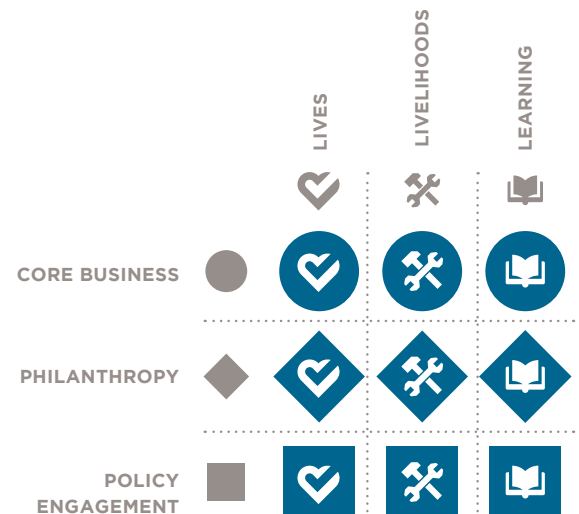 LIVES
LIVELIHOODS
LEARNING
CORE BUSINESS
PHILANTHROPY
POLICY
ENGAGEMENT